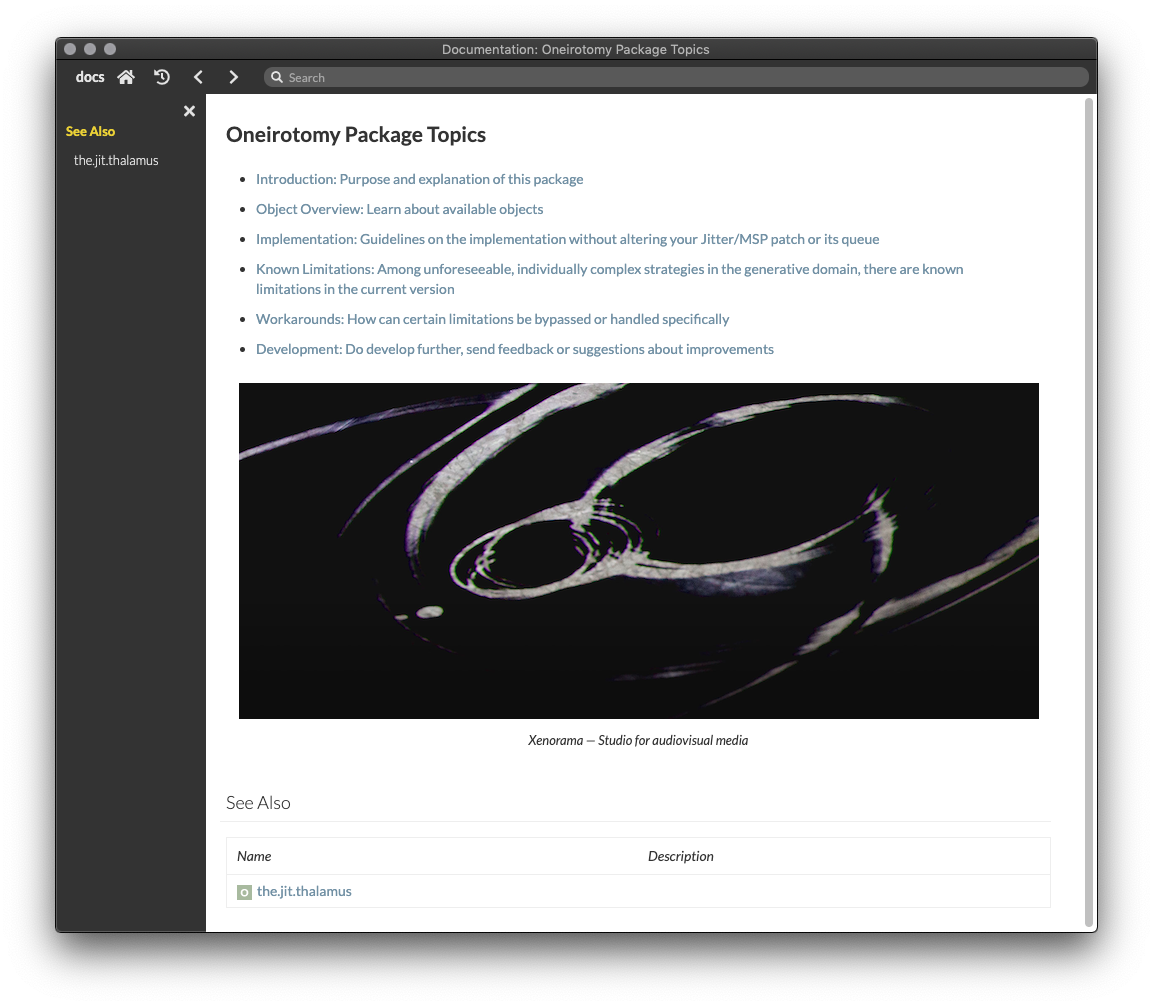 Documentation: Oneirotomy Package Topics
docs
Search
See Also
the.jit.thalamus
Oneirotomy Package Topics
Introduction: Purpose and explanation of this package
Object Overview: Learn about available objects
Implementation: Guidelines on the implementation without altering your Jitter/MSP patch or its queue
Known Limitations: Among unforeseeable, individually complex strategies in the generative domain, there are known
limitations in the current version
Workarounds: How can certain limitations be bypassed or handled specifically
Development: Do develop further, send feedback or suggestions about improvements
Xenorama — Studio for audiovisual media
See Also
Name Description
O the.jit.thalamus